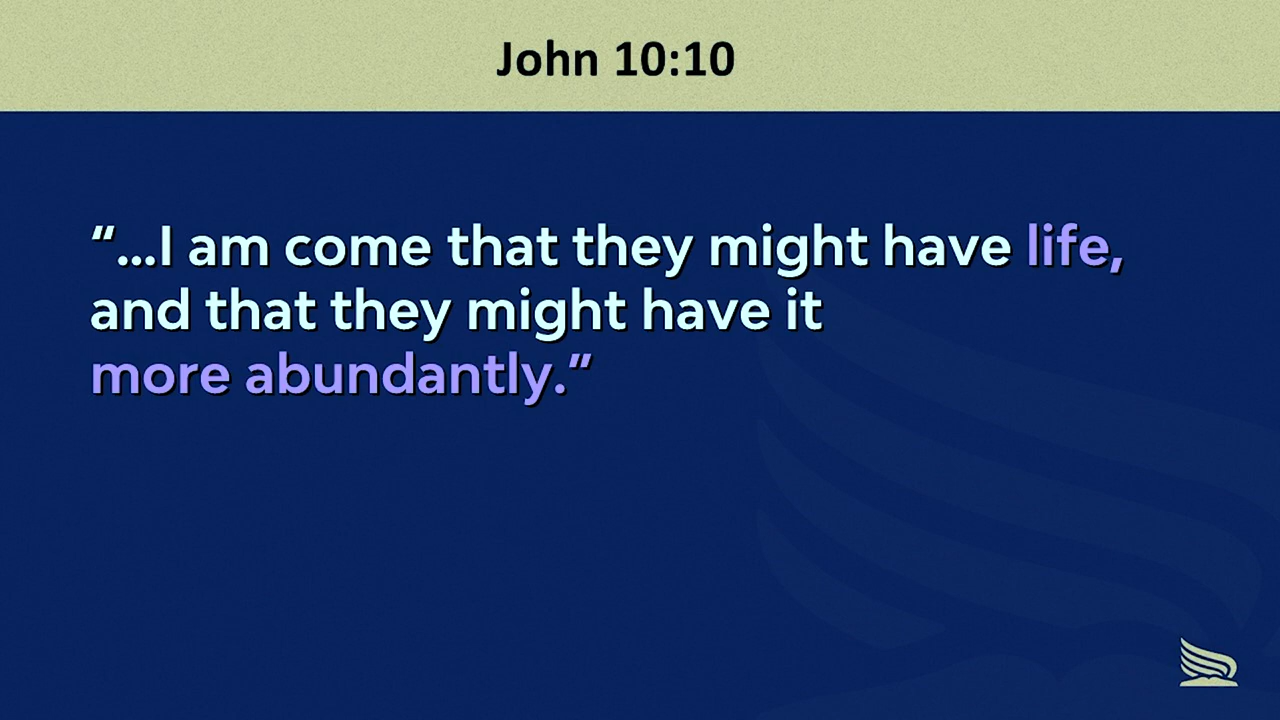 John 10:10
“...I am come that they might have life,
and that they might have it
more abundantly.”